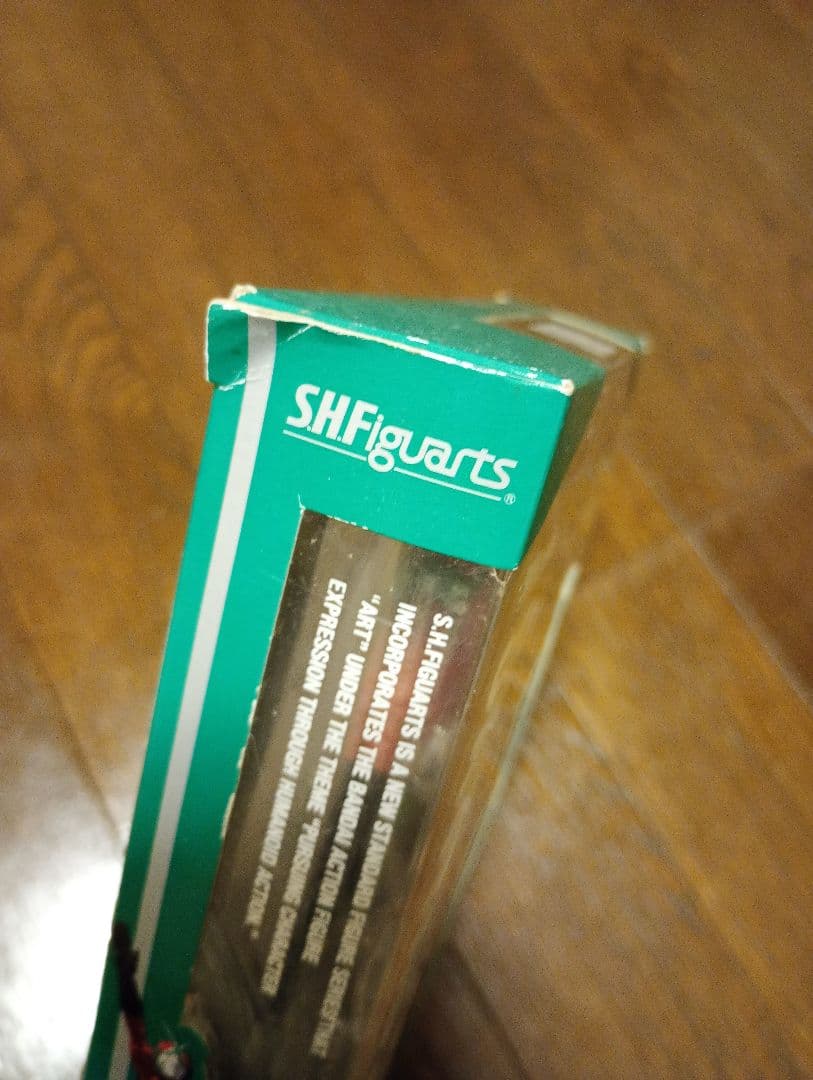 S.H.Figuarts®
S.H.FIGUARTS IS A NEW STANDARD FIGURE SERIES THAT
INCORPORATES THE BANDAI ACTION FIGURE
"ART" UNDER THE THEME "PURSUING CHARACTER
EXPRESSION THROUGH HUMANOID ACTION."